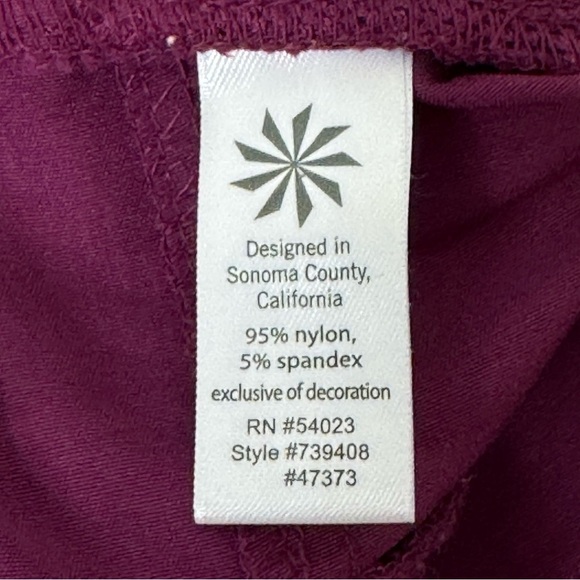 Designed in
Sonoma County,
California
95% nylon,
5% spandex
exclusive of decoration
RN #54023
Style #739408
#47373